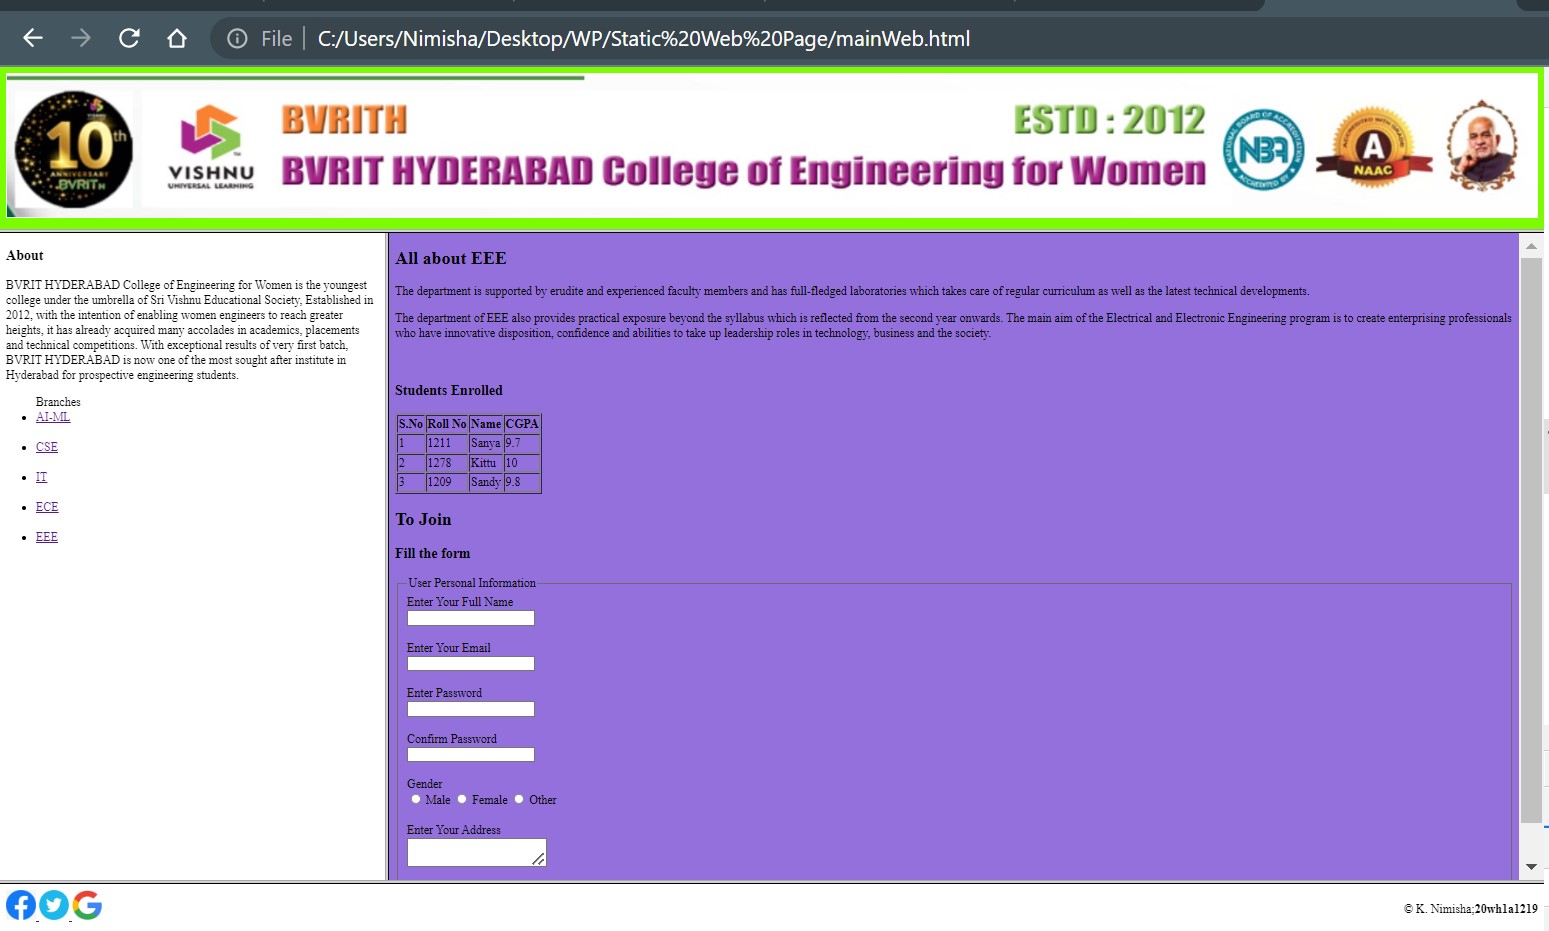 File | C:/Users/Nimisha/Desktop/WP/Static%20Web%20Page/mainWeb.html
10th
ANNIVERSARY
BVRITH
VISHNU
UNIVERSAL LEARNING
BVRITH
ESTD : 2012
BVRIT HYDERABAD College of Engineering for Women
NATIONAL BOARD OF ACCREDITATION
NBA
ACCREDITED BY
A
NAAC
About
BVRIT HYDERABAD College of Engineering for Women is the youngest
college under the umbrella of Sri Vishnu Educational Society, Established in
2012, with the intention of enabling women engineers to reach greater
heights, it has already acquired many accolades in academics, placements
and technical competitions. With exceptional results of very first batch,
BVRIT HYDERABAD is now one of the most sought after institute in
Hyderabad for prospective engineering students.
Branches
AI-ML
CSE
IT
ECE
EEE
All about EEE
The department is supported by erudite and experienced faculty members and has full-fledged laboratories which takes care of regular curriculum as well as the latest technical developments.
The department of EEE also provides practical exposure beyond the syllabus which is reflected from the second year onwards. The main aim of the Electrical and Electronic Engineering program is to create enterprising professionals
who have innovative disposition, confidence and abilities to take up leadership roles in technology, business and the society.
Students Enrolled
S.No Roll No Name CGPA
1 1211 Sanya 9.7
2 1278 Kittu 10
3 1209 Sandy 9.8
To Join
Fill the form
User Personal Information
Enter Your Full Name
Enter Your Email
Enter Password
Confirm Password
Gender
Male Female Other
Enter Your Address
© K. Nimisha;20wh1a1219